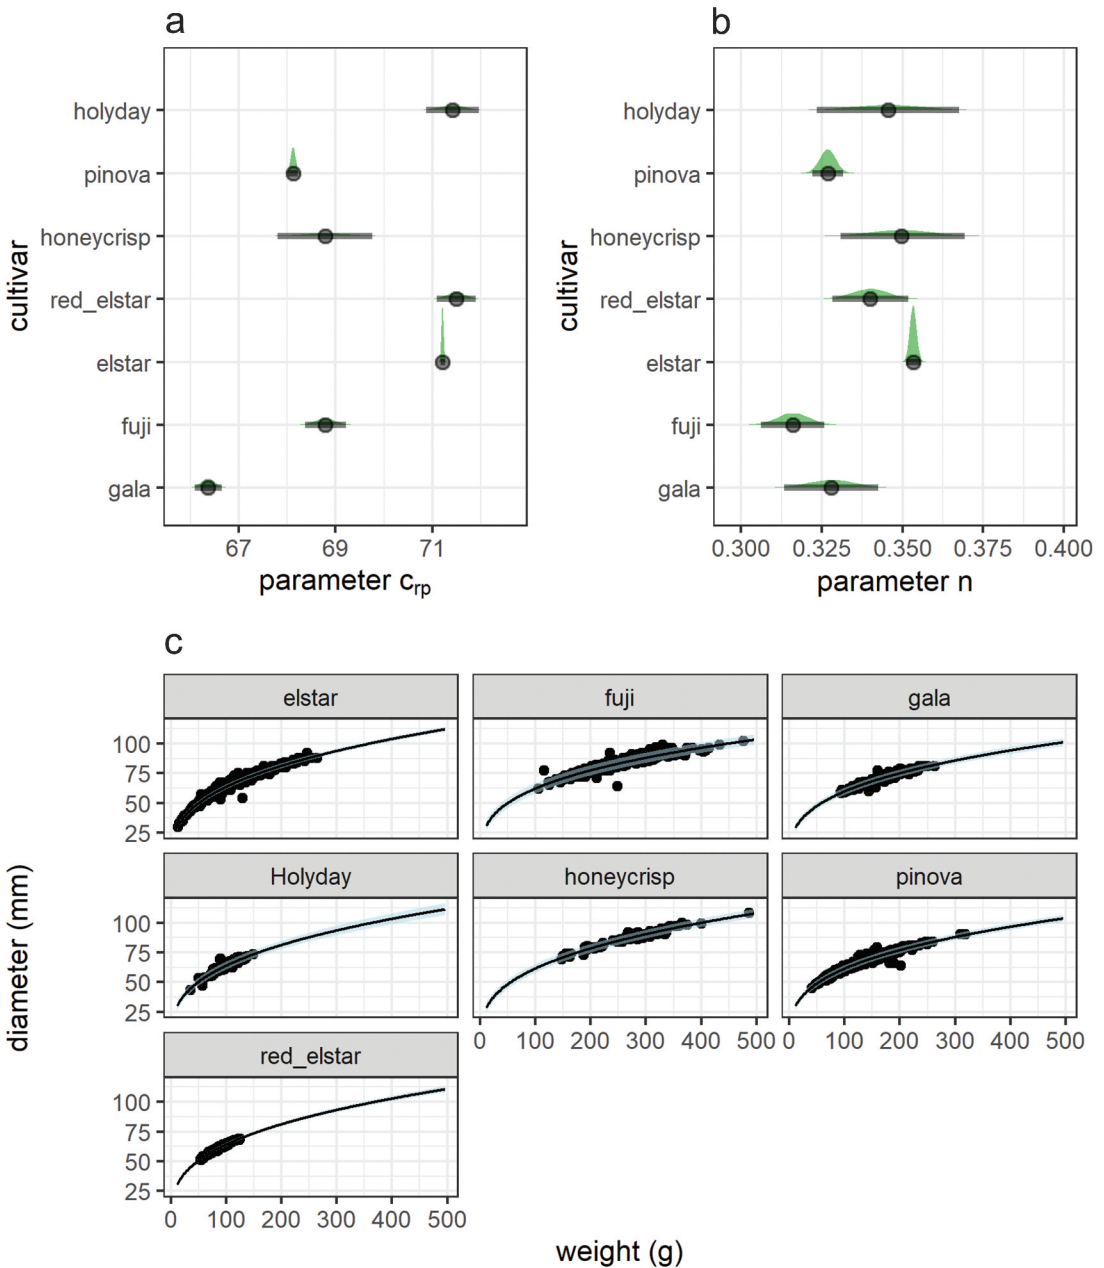 a
cultivar
holyday
pinova
honeycrisp
red_elstar
elstar
fuji
gala
67 69 71
parameter c_rp
b
cultivar
holyday
pinova
honeycrisp
red_elstar
elstar
fuji
gala
0.300 0.325 0.350 0.375 0.400
parameter n
c
diameter (mm)
elstar fuji gala
100
75
50
25
Holyday honeycrisp pinova
100
75
50
25
0 100 200 300 400 500 0 100 200 300 400 500
red_elstar
100
75
50
25
0 100 200 300 400 500
weight (g)